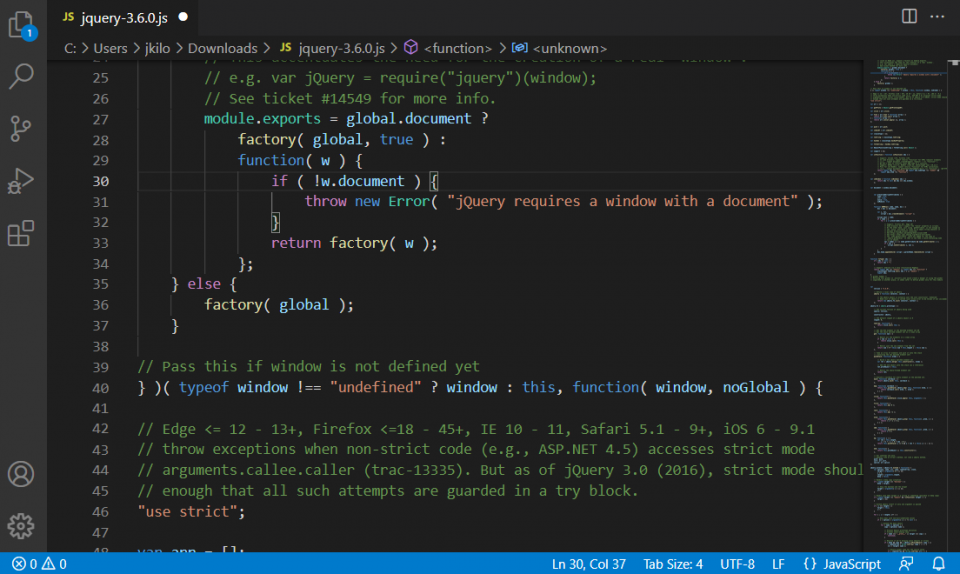 1
JS jquery-3.6.0.js
C: > Users > jkilo > Downloads > JS jquery-3.6.0.js > <function> > <unknown>
25 // e.g. var jQuery = require("jquery")(window);
26 // See ticket #14549 for more info.
27 module.exports = global.document ?
28 factory( global, true ) :
29 function( w ) {
30 if ( !w.document ) {
31 throw new Error( "jQuery requires a window with a document" );
32 }
33 return factory( w );
34 };
35 } else {
36 factory( global );
37 }
38
39 // Pass this if window is not defined yet
40 } )( typeof window !== "undefined" ? window : this, function( window, noGlobal ) {
41
42 // Edge <= 12 - 13+, Firefox <=18 - 45+, IE 10 - 11, Safari 5.1 - 9+, iOS 6 - 9.1
43 // throw exceptions when non-strict code (e.g., ASP.NET 4.5) accesses strict mode
44 // arguments.callee.caller (trac-13335). But as of jQuery 3.0 (2016), strict mode shoul
45 // enough that all such attempts are guarded in a try block.
46 "use strict";
47
0 0 Ln 30, Col 37 Tab Size: 4 UTF-8 LF {} JavaScript